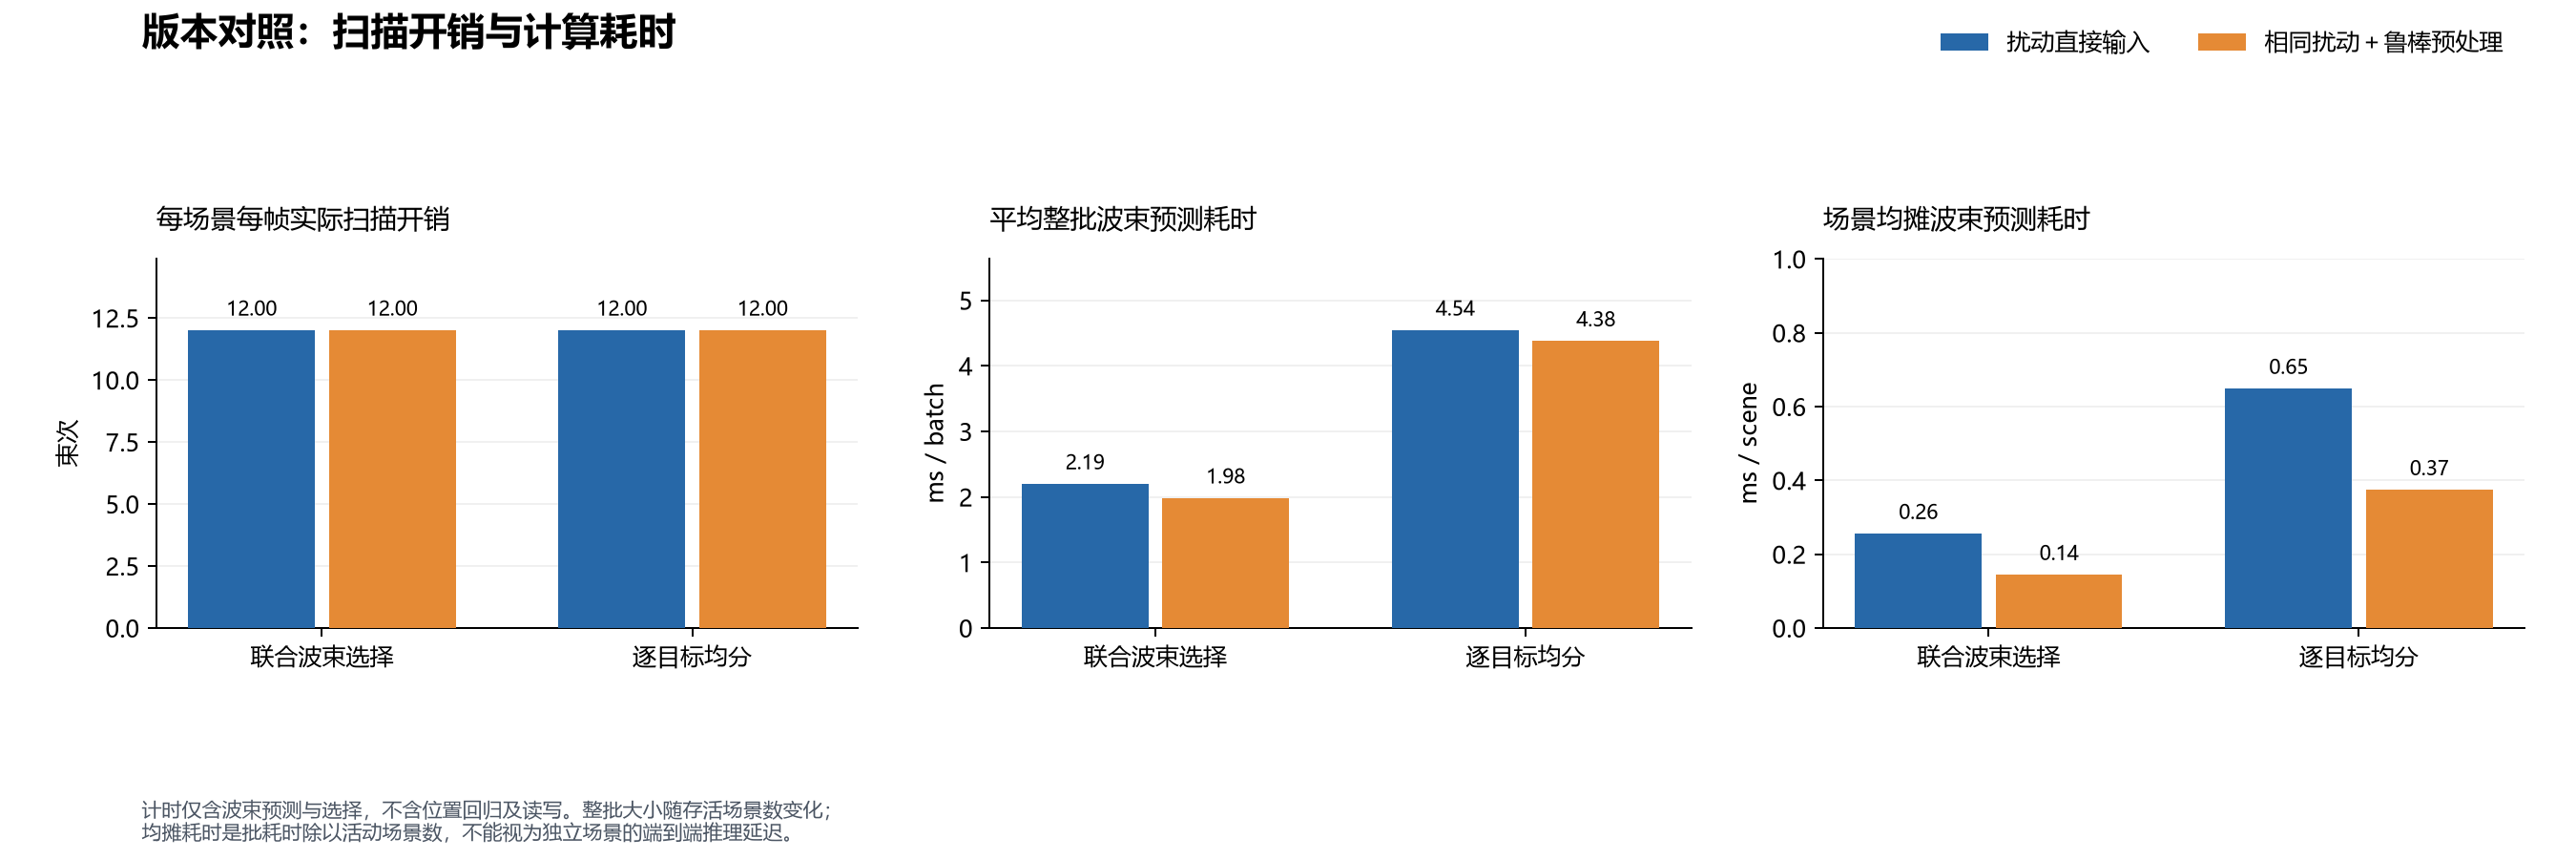 版本对照：扫描开销与计算耗时
扰动直接输入
相同扰动 + 鲁棒预处理
每场景每帧实际扫描开销
束次
12.5
10.0
7.5
5.0
2.5
0.0
12.00
12.00
12.00
12.00
联合波束选择
逐目标均分
平均整批波束预测耗时
ms / batch
5
4
3
2
1
0
2.19
1.98
4.54
4.38
联合波束选择
逐目标均分
场景均摊波束预测耗时
ms / scene
1.0
0.8
0.6
0.4
0.2
0.0
0.26
0.14
0.65
0.37
联合波束选择
逐目标均分
计时仅含波束预测与选择，不含位置回归及读写。整批大小随存活场景数变化；
均摊耗时是批耗时除以活动场景数，不能视为独立场景的端到端推理延迟。